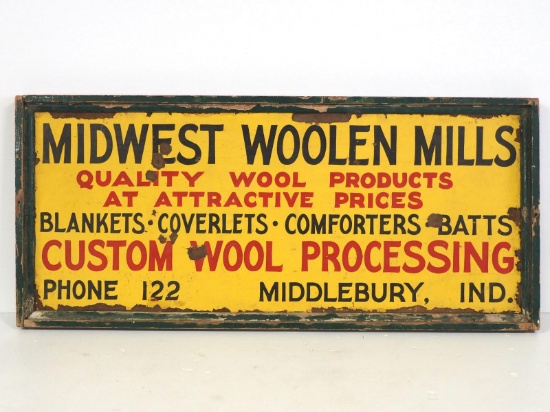 MIDWEST WOOLEN MILLS
QUALITY WOOL PRODUCTS
AT ATTRACTIVE PRICES
BLANKETS · COVERLETS · COMFORTERS BATTS
CUSTOM WOOL PROCESSING
PHONE 122 MIDDLEBURY, IND.